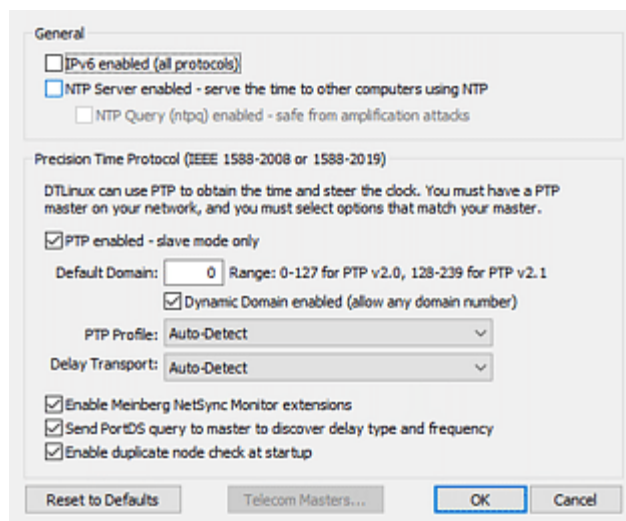 General
IPv6 enabled (all protocols)
NTP Server enabled - serve the time to other computers using NTP
NTP Query (ntpq) enabled - safe from amplification attacks
Precision Time Protocol (IEEE 1588-2008 or 1588-2019)
DTLinux can use PTP to obtain the time and steer the clock. You must have a PTP
master on your network, and you must select options that match your master.
PTP enabled - slave mode only
Default Domain: 0 Range: 0-127 for PTP v2.0, 128-239 for PTP v2.1
Dynamic Domain enabled (allow any domain number)
PTP Profile: Auto-Detect
Delay Transport: Auto-Detect
Enable Meinberg NetSync Monitor extensions
Send PortDS query to master to discover delay type and frequency
Enable duplicate node check at startup
Reset to Defaults Telecom Masters... OK Cancel